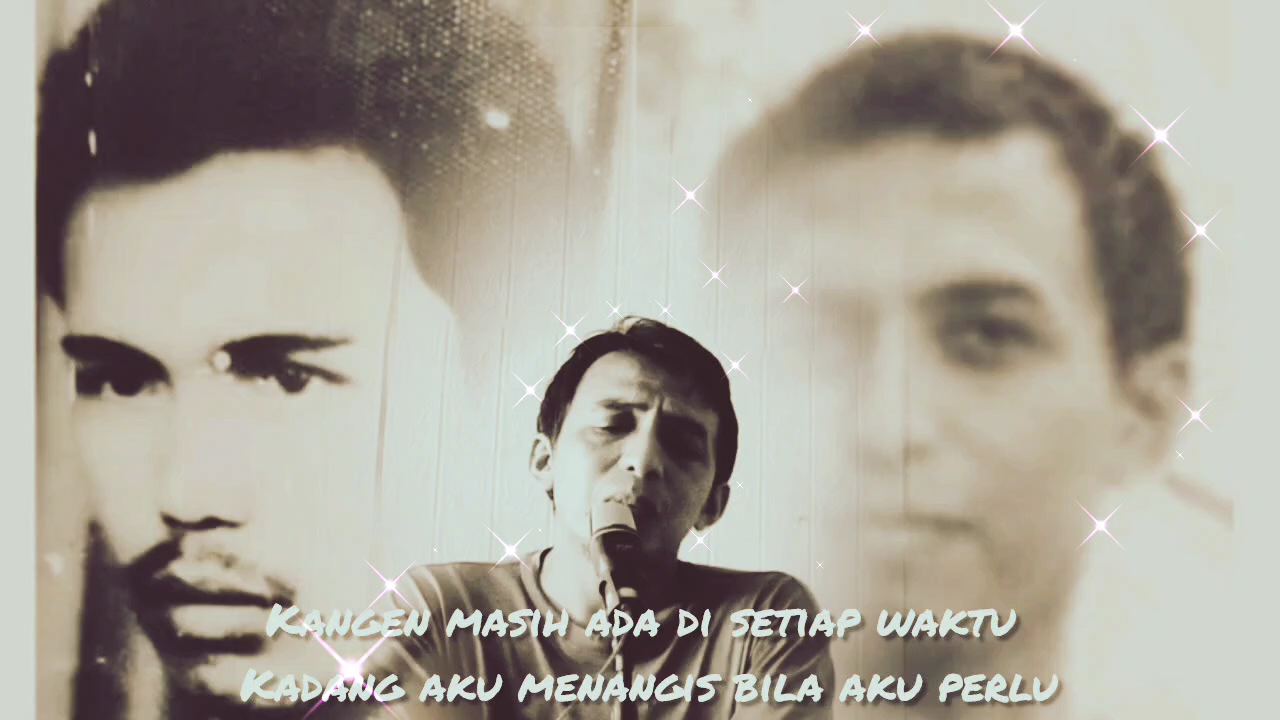 Kangen masih ada di setiap waktu
Kadang aku menangis bila aku perlu